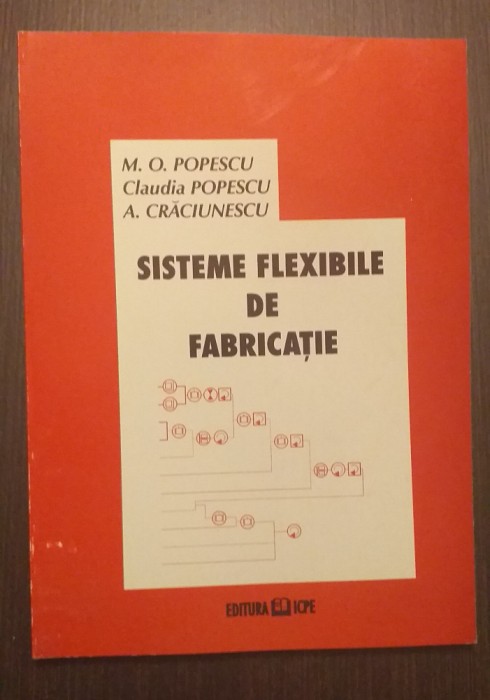 M. O. POPESCU
Claudia POPESCU
A. CRĂCIUNESCU
SISTEME FLEXIBILE
DE
FABRICAȚIE
EDITURA ICPE